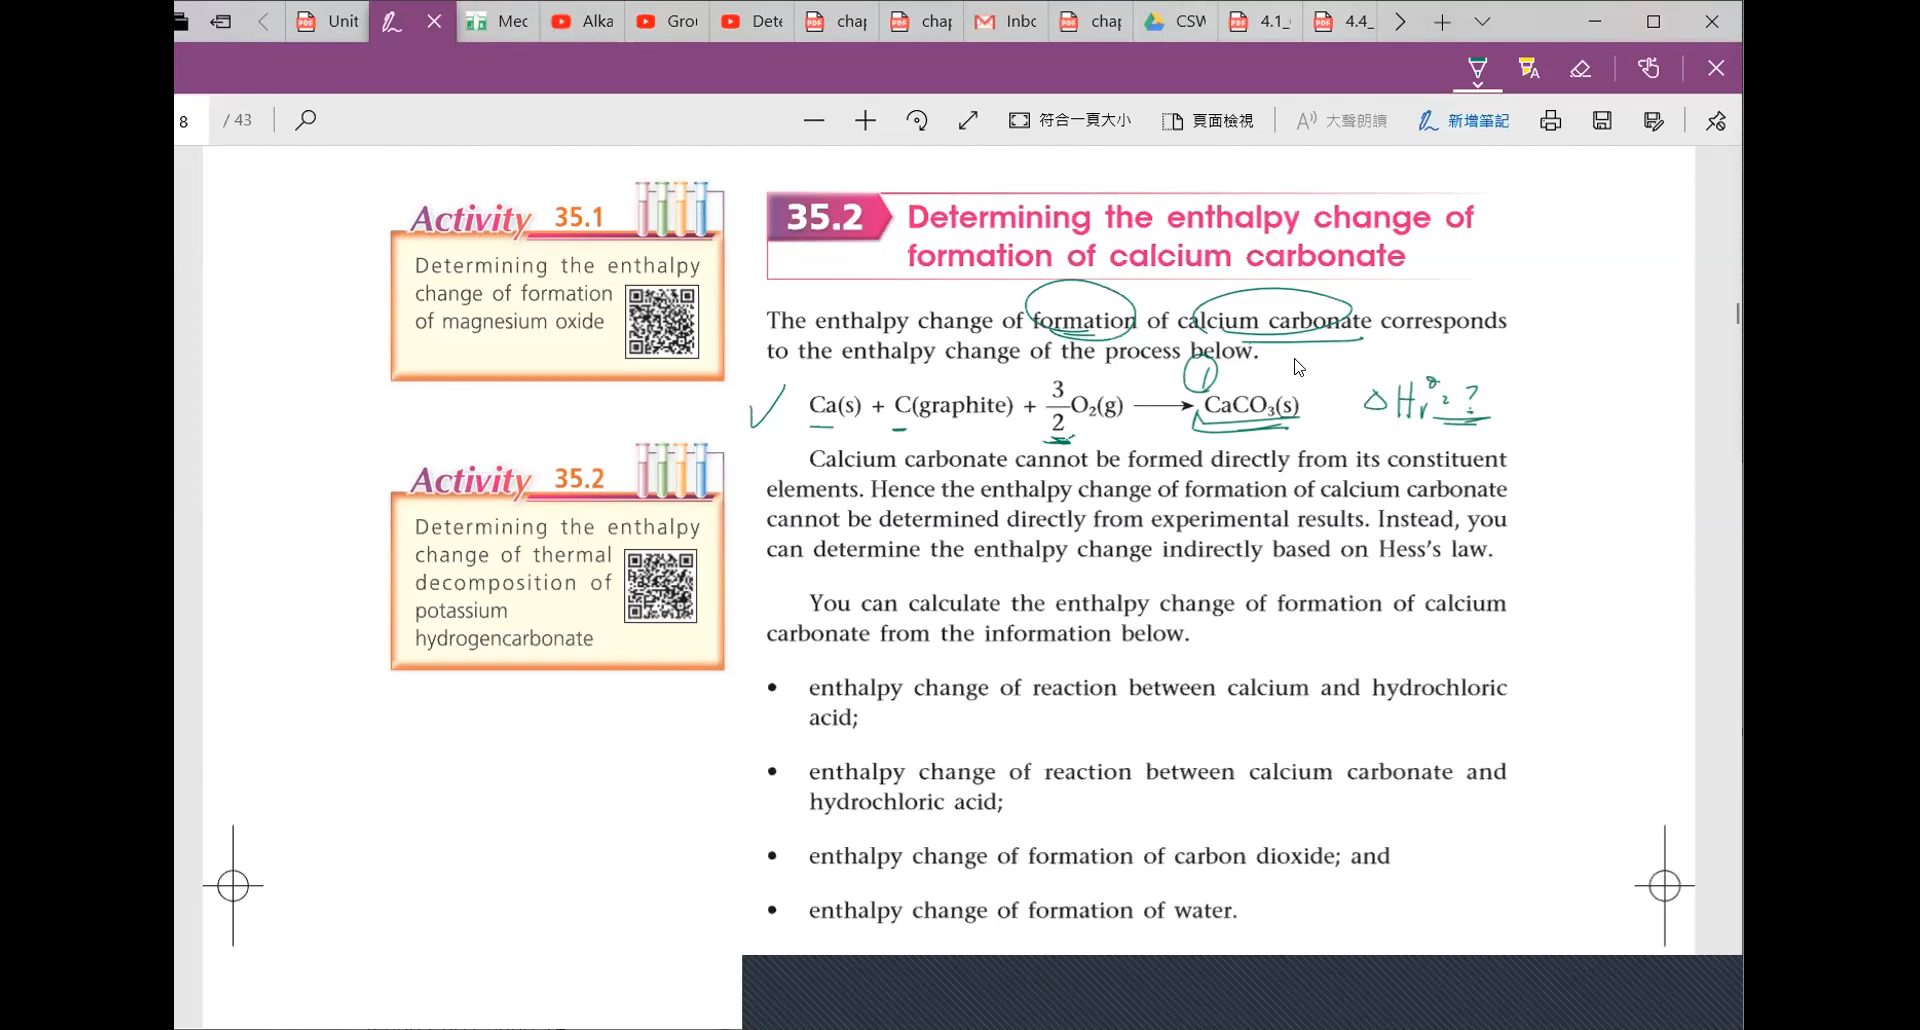 Unit
Mec
Alka
Grou
Dete
chap
chap
Inbo
chap
CSW
4.1_
4.4_
8 / 43
符合一頁大小
頁面檢視
大聲朗讀
新增筆記
Activity 35.1
Determining the enthalpy
change of formation
of magnesium oxide
Activity 35.2
Determining the enthalpy
change of thermal
decomposition of
potassium
hydrogencarbonate
35.2 Determining the enthalpy change of
formation of calcium carbonate
The enthalpy change of formation of calcium carbonate corresponds
to the enthalpy change of the process below.
1
Ca(s) + C(graphite) + 3/2 O₂(g) ⟶ CaCO₃(s) ΔHf = ?
Calcium carbonate cannot be formed directly from its constituent
elements. Hence the enthalpy change of formation of calcium carbonate
cannot be determined directly from experimental results. Instead, you
can determine the enthalpy change indirectly based on Hess's law.
You can calculate the enthalpy change of formation of calcium
carbonate from the information below.
• enthalpy change of reaction between calcium and hydrochloric
acid;
• enthalpy change of reaction between calcium carbonate and
hydrochloric acid;
• enthalpy change of formation of carbon dioxide; and
• enthalpy change of formation of water.